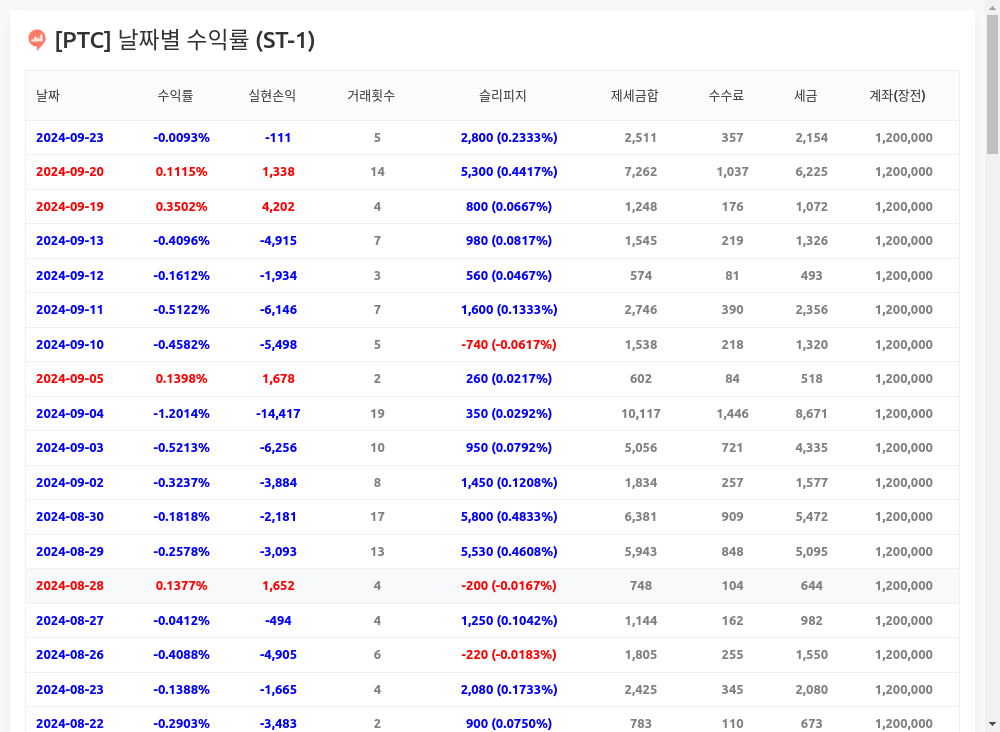 [PTC] 날짜별 수익률 (ST-1)
날짜 수익률 실현손익 거래횟수 슬리피지 제세금합 수수료 세금 계좌(장전)
2024-09-23 -0.0093% -111 5 2,800 (0.2333%) 2,511 357 2,154 1,200,000
2024-09-20 0.1115% 1,338 14 5,300 (0.4417%) 7,262 1,037 6,225 1,200,000
2024-09-19 0.3502% 4,202 4 800 (0.0667%) 1,248 176 1,072 1,200,000
2024-09-13 -0.4096% -4,915 7 980 (0.0817%) 1,545 219 1,326 1,200,000
2024-09-12 -0.1612% -1,934 3 560 (0.0467%) 574 81 493 1,200,000
2024-09-11 -0.5122% -6,146 7 1,600 (0.1333%) 2,746 390 2,356 1,200,000
2024-09-10 -0.4582% -5,498 5 -740 (-0.0617%) 1,538 218 1,320 1,200,000
2024-09-05 0.1398% 1,678 2 260 (0.0217%) 602 84 518 1,200,000
2024-09-04 -1.2014% -14,417 19 350 (0.0292%) 10,117 1,446 8,671 1,200,000
2024-09-03 -0.5213% -6,256 10 950 (0.0792%) 5,056 721 4,335 1,200,000
2024-09-02 -0.3237% -3,884 8 1,450 (0.1208%) 1,834 257 1,577 1,200,000
2024-08-30 -0.1818% -2,181 17 5,800 (0.4833%) 6,381 909 5,472 1,200,000
2024-08-29 -0.2578% -3,093 13 5,530 (0.4608%) 5,943 848 5,095 1,200,000
2024-08-28 0.1377% 1,652 4 -200 (-0.0167%) 748 104 644 1,200,000
2024-08-27 -0.0412% -494 4 1,250 (0.1042%) 1,144 162 982 1,200,000
2024-08-26 -0.4088% -4,905 6 -220 (-0.0183%) 1,805 255 1,550 1,200,000
2024-08-23 -0.1388% -1,665 4 2,080 (0.1733%) 2,425 345 2,080 1,200,000
2024-08-22 -0.2903% -3,483 2 900 (0.0750%) 783 110 673 1,200,000